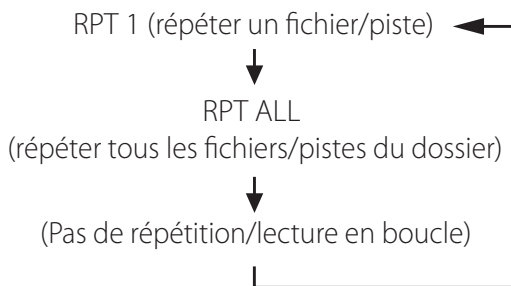 RPT 1 (répéter un fichier/piste)
RPT ALL
(répéter tous les fichiers/pistes du dossier)
(Pas de répétition/lecture en boucle)